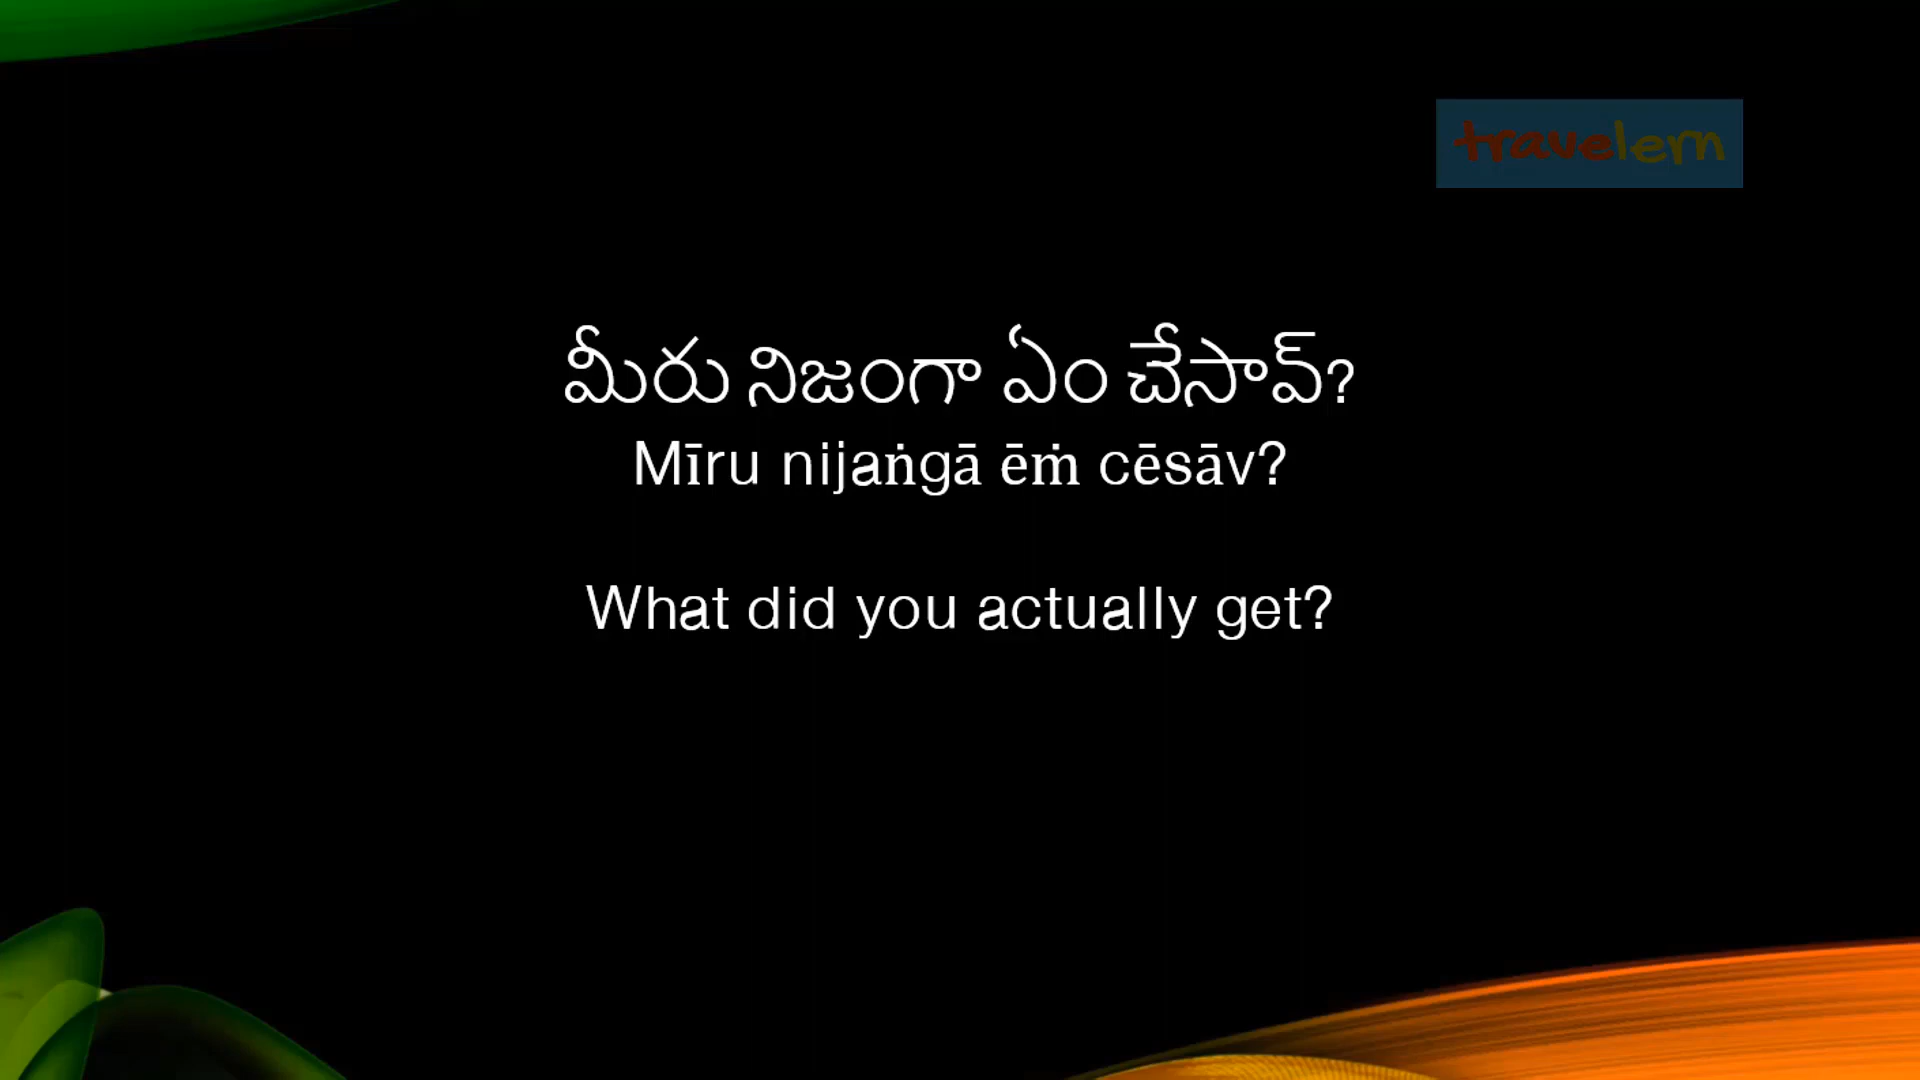 travelern
మీరు నిజంగా ఏం చేసావ్?
Mīru nijaṅgā ēṁ cēsāv?
What did you actually get?